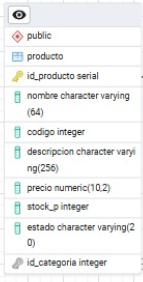 public
producto
id_producto serial
nombre character varying
(64)
codigo integer
descripcion character varyi
ng(256)
precio numeric(10,2)
stock_p integer
estado character varying(2
0)
id_categoria integer